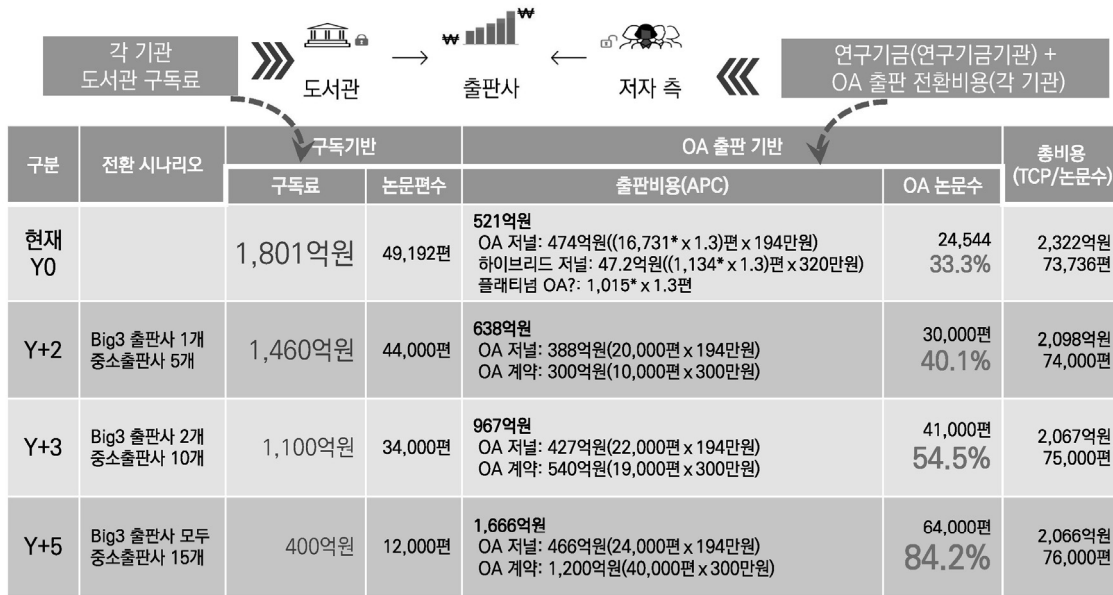 각 기관
도서관 구독료
도서관
₩
₩
출판사
저자 측
연구기금(연구기금기관) +
OA 출판 전환비용(각 기관)
구분
전환 시나리오
구독기반
OA 출판 기반
총비용
(TCP/논문수)
구독료
논문편수
출판비용(APC)
OA 논문수
현재
Y0
1,801억원
49,192편
521억원
OA 저널: 474억원((16,731* x 1.3)편 x 194만원)
하이브리드 저널: 47.2억원((1,134* x 1.3)편 x 320만원)
플래티넘 OA?: 1,015* x 1.3편
24,544
33.3%
2,322억원
73,736편
Y+2
Big3 출판사 1개
중소출판사 5개
1,460억원
44,000편
638억원
OA 저널: 388억원(20,000편 x 194만원)
OA 계약: 300억원(10,000편 x 300만원)
30,000편
40.1%
2,098억원
74,000편
Y+3
Big3 출판사 2개
중소출판사 10개
1,100억원
34,000편
967억원
OA 저널: 427억원(22,000편 x 194만원)
OA 계약: 540억원(19,000편 x 300만원)
41,000편
54.5%
2,067억원
75,000편
Y+5
Big3 출판사 모두
중소출판사 15개
400억원
12,000편
1,666억원
OA 저널: 466억원(24,000편 x 194만원)
OA 계약: 1,200억원(40,000편 x 300만원)
64,000편
84.2%
2,066억원
76,000편